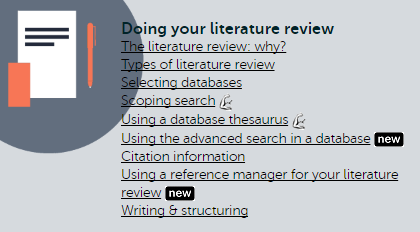 Doing your literature review
The literature review: why?
Types of literature review
Selecting databases
Scoping search
Using a database thesaurus
Using the advanced search in a database new
Citation information
Using a reference manager for your literature
review new
Writing & structuring